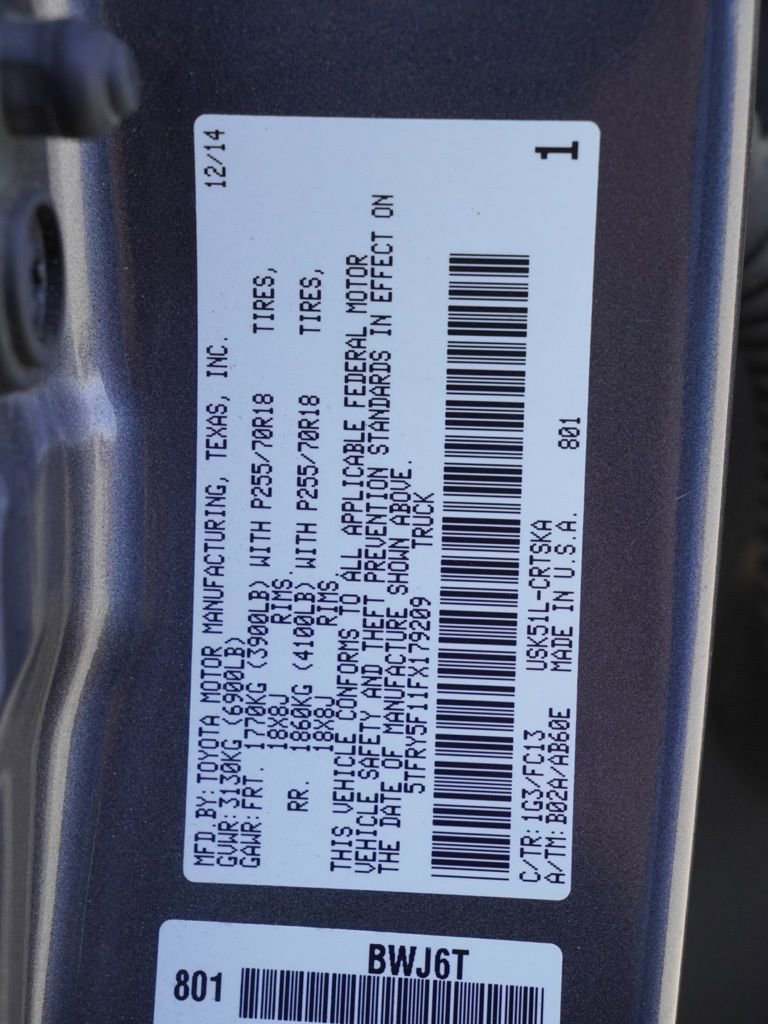 12/14
MFD.BY:TOYOTA MOTOR MANUFACTURING, TEXAS, INC.
GVWR:3130KG (6900LB)
GAWR:FRT. 1770KG (3900LB) WITH P255/70R18 TIRES,
18X8J RIMS,
RR. 1860KG (4100LB) WITH P255/70R18 TIRES,
18X8J RIMS,
THIS VEHICLE CONFORMS TO ALL APPLICABLE FEDERAL MOTOR
VEHICLE SAFETY AND THEFT PREVENTION STANDARDS IN EFFECT ON
THE DATE OF MANUFACTURE SHOWN ABOVE.
5TFRY5F11FX179209 TRUCK
C/TR:1G3/FC13 USK51L-CRTSKA
A/TM:B02A/AB60E MADE IN U.S.A. 801
1
BWJ6T
801